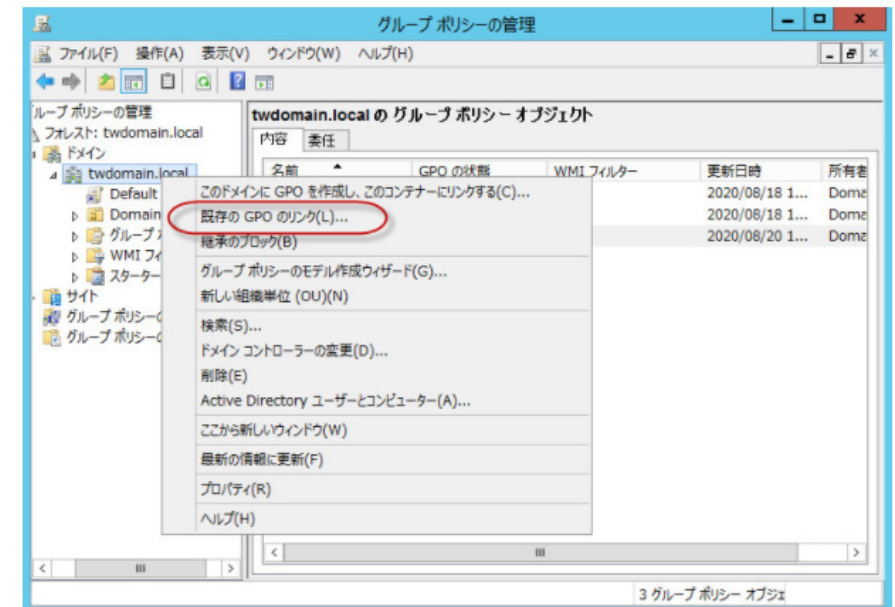 グループ ポリシーの管理
ファイル(F) 操作(A) 表示(V) ウィンドウ(W) ヘルプ(H)
ループ ポリシーの管理
フォレスト: twdomain.local
ドメイン
twdomain.local
Default
Domain
グループ
WMI フィ
スターター
サイト
グループ ポリシーの
グループ ポリシーの
twdomain.local の グループ ポリシー オブジェクト
内容 委任
名前 GPO の状態 WMI フィルター 更新日時 所有者
2020/08/18 1... Doma
2020/08/18 1... Doma
2020/08/20 1... Doma
このドメインに GPO を作成し、このコンテナーにリンクする(C)...
既存の GPO のリンク(L)...
継承のブロック(B)
グループ ポリシーのモデル作成ウィザード(G)...
新しい組織単位 (OU)(N)
検索(S)...
ドメイン コントローラーの変更(D)...
削除(E)
Active Directory ユーザーとコンピューター(A)...
ここから新しいウィンドウ(W)
最新の情報に更新(F)
プロパティ(R)
ヘルプ(H)
3 グループ ポリシー オブジェ